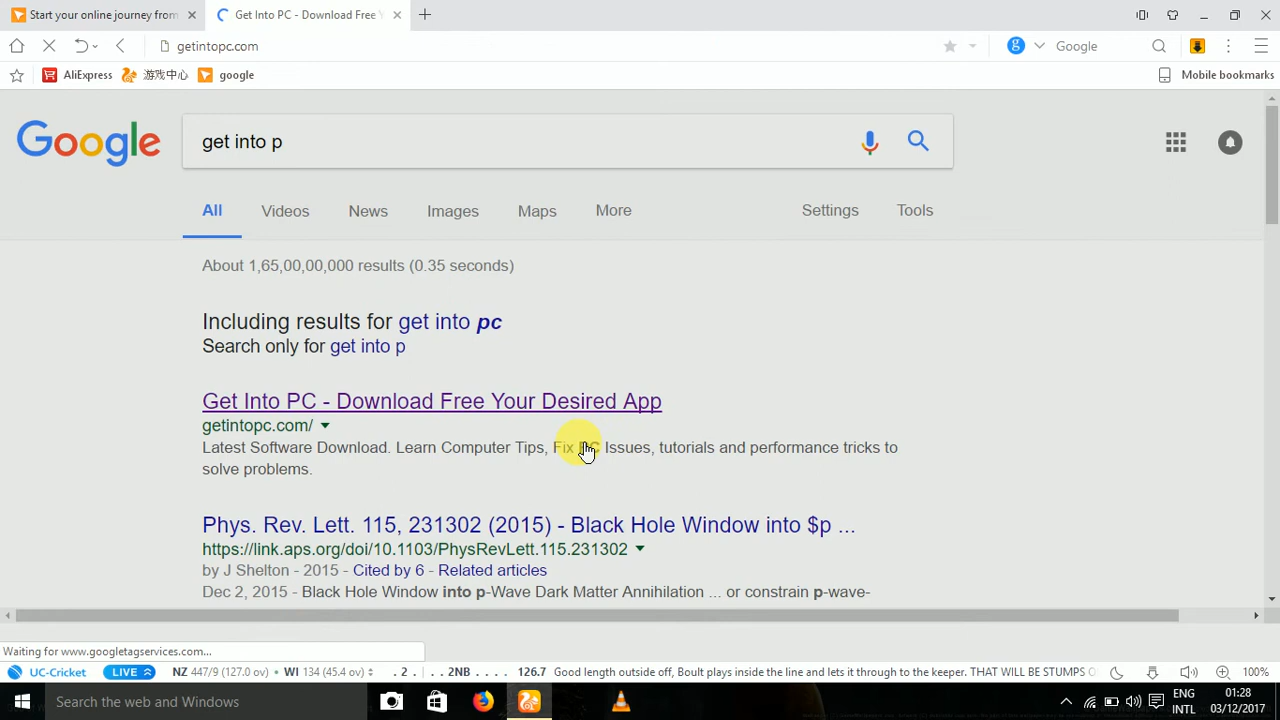 Start your online journey from
Get Into PC - Download Free Y
getintopc.com
Google
AliExpress 游戏中心 google
Mobile bookmarks
Google
get into p
All Videos News Images Maps More Settings Tools
About 1,65,00,00,000 results (0.35 seconds)
Including results for get into pc
Search only for get into p
Get Into PC - Download Free Your Desired App
getintopc.com/
Latest Software Download. Learn Computer Tips, Fix PC Issues, tutorials and performance tricks to
solve problems.
Phys. Rev. Lett. 115, 231302 (2015) - Black Hole Window into $p ...
https://link.aps.org/doi/10.1103/PhysRevLett.115.231302
by J Shelton - 2015 - Cited by 6 - Related articles
Dec 2, 2015 - Black Hole Window into p-Wave Dark Matter Annihilation ... or constrain p-wave-
Waiting for www.googletagservices.com...
UC-Cricket LIVE NZ 447/9 (127.0 ov) • WI 134 (45.4 ov) . 2 . | . . 2NB . . . . 126.7 Good length outside off, Boult plays inside the line and lets it through to the keeper. THAT WILL BE STUMPS O 100%
Search the web and Windows
ENG
INTL
01:28
03/12/2017